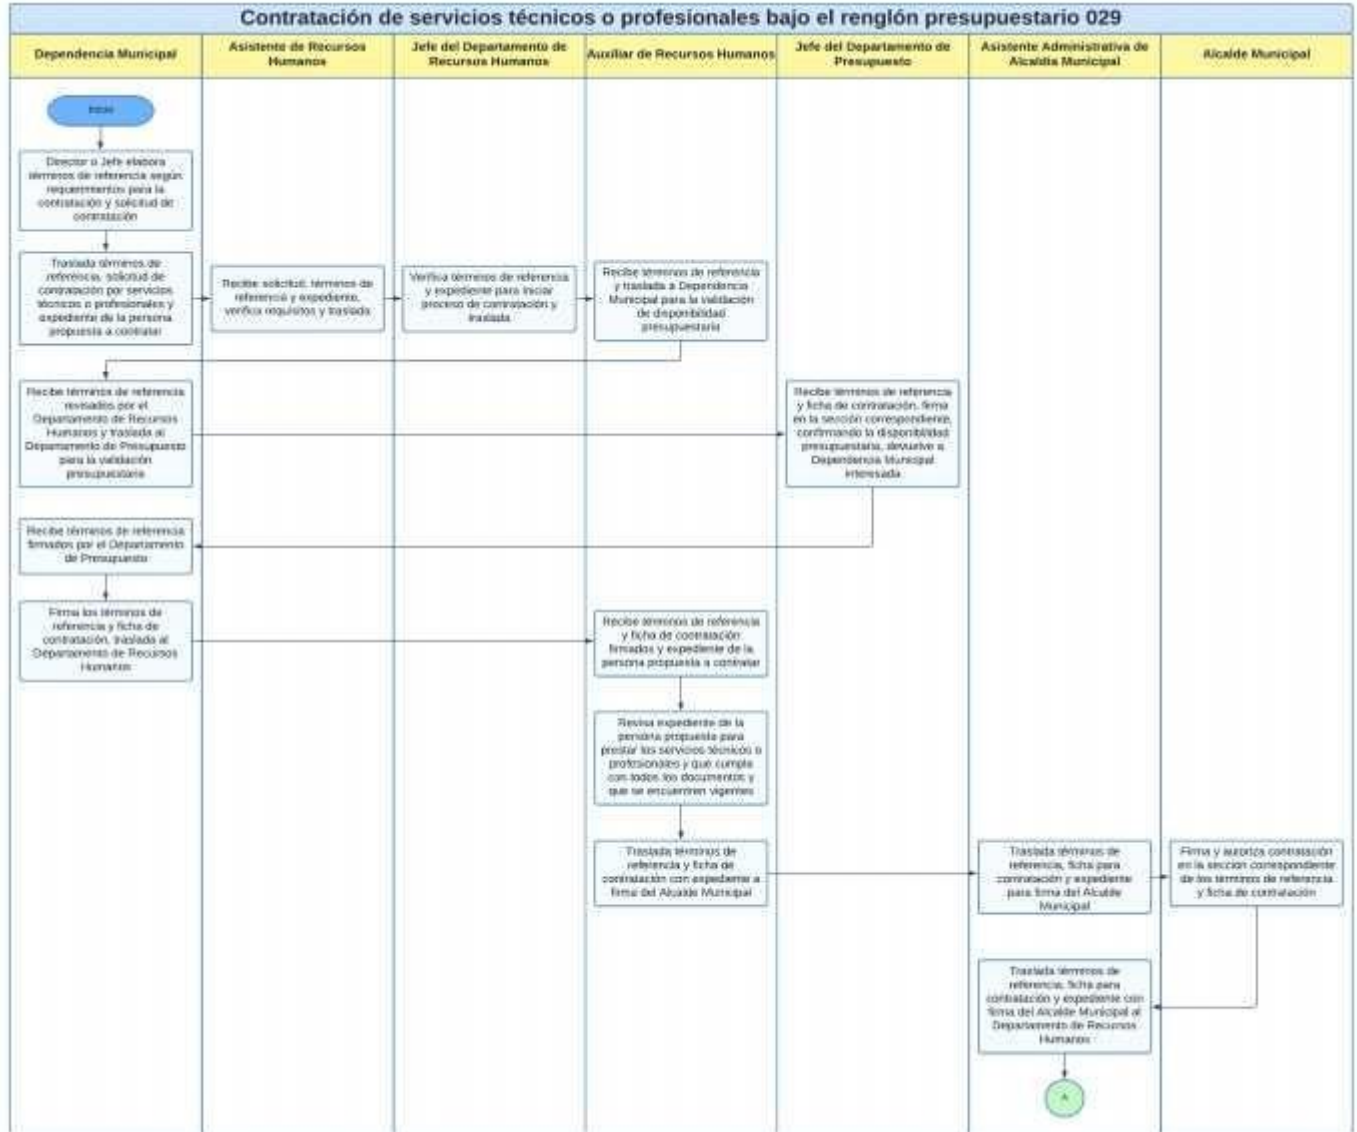 Contratación de servicios técnicos o profesionales bajo el renglón presupuestario 029
Dependencia Municipal
Asistente de Recursos
Humanos
Jefe del Departamento de
Recursos Humanos
Auxiliar de Recursos Humanos
Jefe del Departamento de
Presupuesto
Asistente Administrativa de
Alcaldía Municipal
Alcalde Municipal
Inicio
Director o Jefe elabora
términos de referencia según
requerimientos para la
contratación y solicitud de
contratación
Traslada términos de
referencia, solicitud de
contratación por servicios
técnicos o profesionales y
expediente de la persona
propuesta a contratar
Recibe solicitud, términos de
referencia y expediente,
verifica requisitos y traslada
Verifica términos de referencia
y expediente para iniciar
proceso de contratación y
traslada
Recibe términos de referencia
y traslada a Dependencia
Municipal para la validación
de disponibilidad
presupuestaria
Recibe términos de referencia
revisados por el
Departamento de Recursos
Humanos y traslada al
Departamento de Presupuesto
para la validación
presupuestaria
Recibe términos de referencia
y ficha de contratación, firma
en la sección correspondiente,
confirmando la disponibilidad
presupuestaria, devuelve a
Dependencia Municipal
interesada
Recibe términos de referencia
firmados por el Departamento
de Presupuesto
Firma los términos de
referencia y ficha de
contratación, traslada al
Departamento de Recursos
Humanos
Recibe términos de referencia
y ficha de contratación
firmados y expediente de la
persona propuesta a contratar
Revisa expediente de la
persona propuesta para
prestar los servicios técnicos o
profesionales y que cumpla
con todos los documentos y
que se encuentren vigentes
Traslada términos de
referencia y ficha de
contratación con expediente a
firma del Alcalde Municipal
Traslada términos de
referencia, ficha para
contratación y expediente
para firma del Alcalde
Municipal
Firma y autoriza contratación
en la sección correspondiente
de los términos de referencia
y ficha de contratación
Traslada términos de
referencia, ficha para
contratación y expediente con
firma del Alcalde Municipal al
Departamento de Recursos
Humanos
A